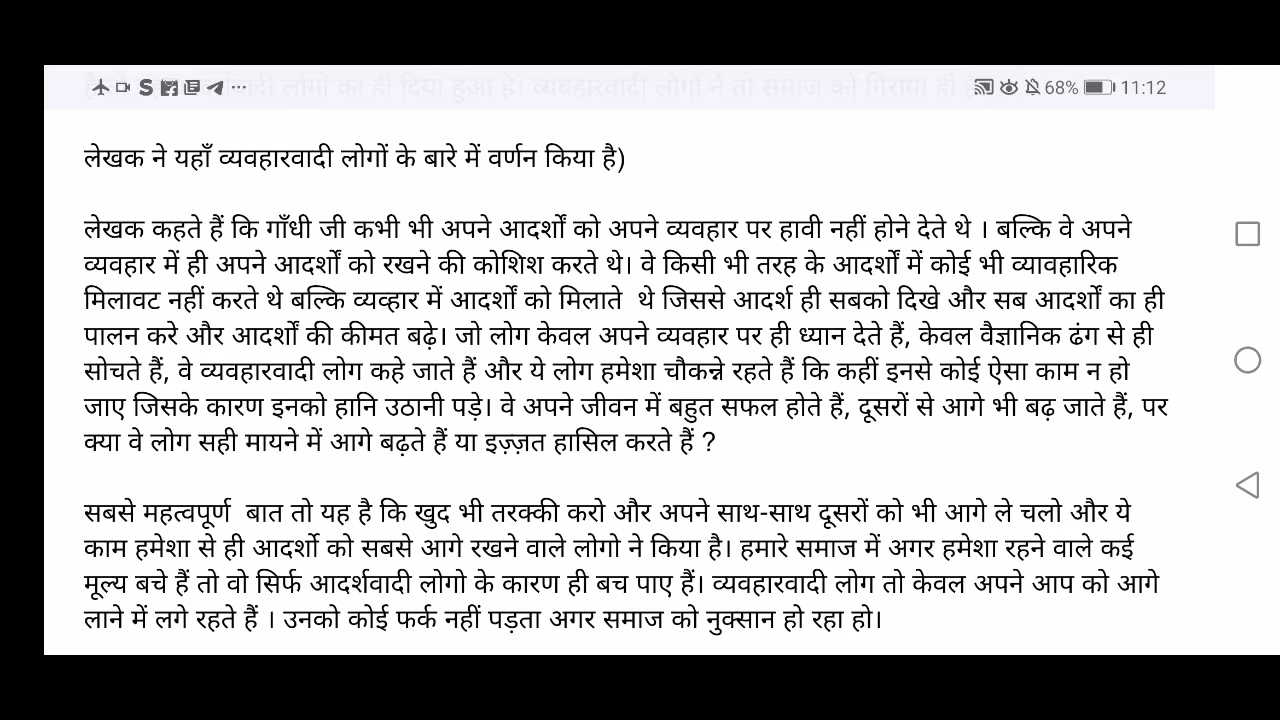 वादी लोगों का ही दिया हुआ है। व्यवहारवादी लोगों ने तो समाज को गिराया ही
68% 11:12
लेखक ने यहाँ व्यवहारवादी लोगों के बारे में वर्णन किया है)
लेखक कहते हैं कि गाँधी जी कभी भी अपने आदर्शों को अपने व्यवहार पर हावी नहीं होने देते थे । बल्कि वे अपने
व्यवहार में ही अपने आदर्शों को रखने की कोशिश करते थे। वे किसी भी तरह के आदर्शों में कोई भी व्यावहारिक
मिलावट नहीं करते थे बल्कि व्यव्हार में आदर्शों को मिलाते थे जिससे आदर्श ही सबको दिखे और सब आदर्शों का ही
पालन करे और आदर्शों की कीमत बढ़े। जो लोग केवल अपने व्यवहार पर ही ध्यान देते हैं, केवल वैज्ञानिक ढंग से ही
सोचते हैं, वे व्यवहारवादी लोग कहे जाते हैं और ये लोग हमेशा चौकन्ने रहते हैं कि कहीं इनसे कोई ऐसा काम न हो
जाए जिसके कारण इनको हानि उठानी पड़े। वे अपने जीवन में बहुत सफल होते हैं, दूसरों से आगे भी बढ़ जाते हैं, पर
क्या वे लोग सही मायने में आगे बढ़ते हैं या इज़्ज़त हासिल करते हैं ?
सबसे महत्वपूर्ण बात तो यह है कि खुद भी तरक्की करो और अपने साथ-साथ दूसरों को भी आगे ले चलो और ये
काम हमेशा से ही आदर्शो को सबसे आगे रखने वाले लोगो ने किया है। हमारे समाज में अगर हमेशा रहने वाले कई
मूल्य बचे हैं तो वो सिर्फ आदर्शवादी लोगो के कारण ही बच पाए हैं। व्यवहारवादी लोग तो केवल अपने आप को आगे
लाने में लगे रहते हैं । उनको कोई फर्क नहीं पड़ता अगर समाज को नुक्सान हो रहा हो।